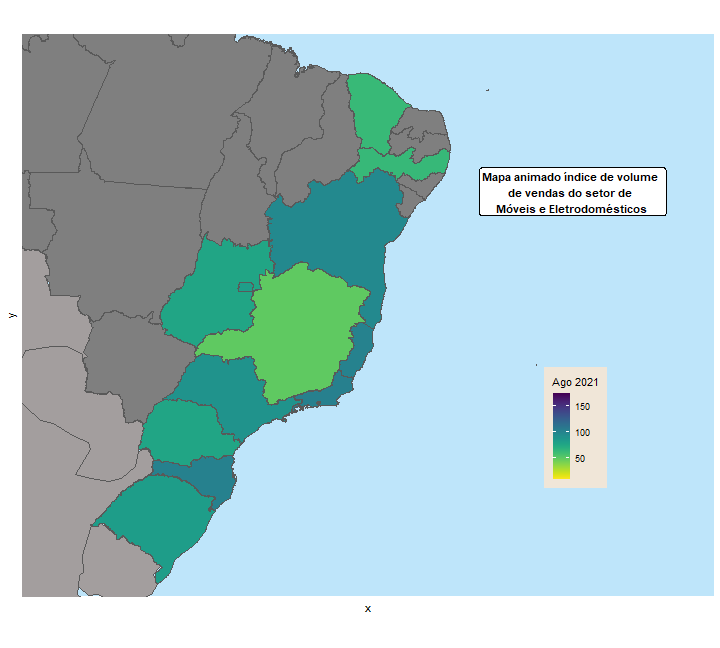 Mapa animado índice de volume
de vendas do setor de
Móveis e Eletrodomésticos
y
Ago 2021
150
100
50
x